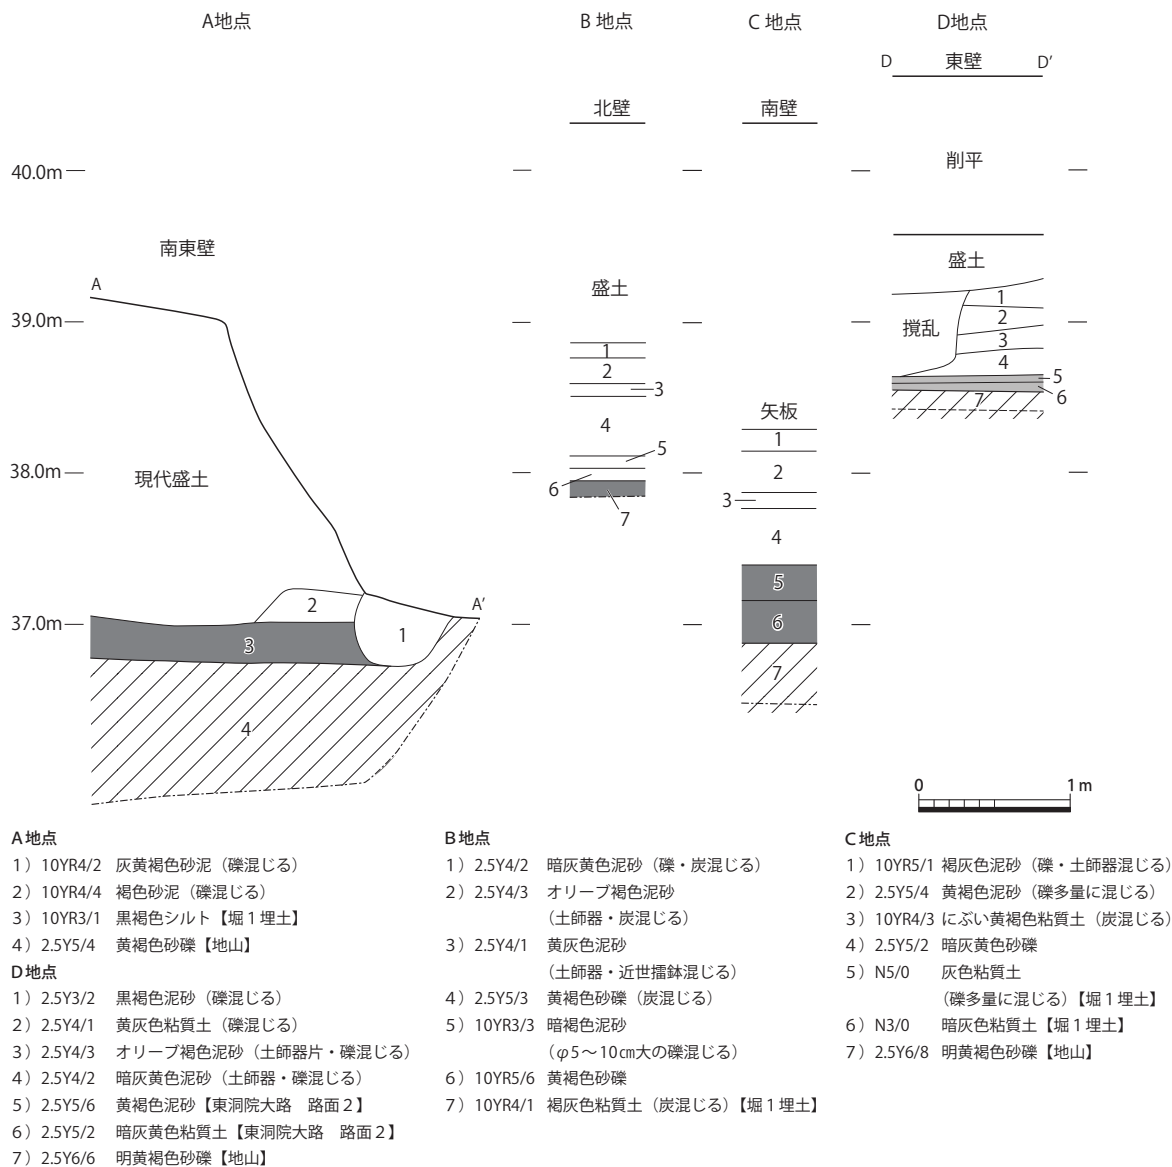 A地点
B 地点
C 地点
D地点
D 東壁 D’
北壁
南壁
40.0m
削平
南東壁
盛土
A
盛土
39.0m
1
2
3
4
5
6
7
撹乱
1
2
3
4
5
6
7
矢板
1
2
3
4
5
6
7
38.0m
現代盛土
37.0m
A’
1
2
3
4
0 1 m
A地点
1）10YR4/2 灰黄褐色砂泥（礫混じる）
2）10YR4/4 褐色砂泥（礫混じる）
3）10YR3/1 黒褐色シルト【堀1埋土】
4）2.5Y5/4 黄褐色砂礫【地山】
D地点
1）2.5Y3/2 黒褐色泥砂（礫混じる）
2）2.5Y4/1 黄灰色粘質土（礫混じる）
3）2.5Y4/3 オリーブ褐色泥砂（土師器片・礫混じる）
4）2.5Y4/2 暗灰黄色泥砂（土師器・礫混じる）
5）2.5Y5/6 黄褐色泥砂【東洞院大路 路面2】
6）2.5Y5/2 暗灰黄色粘質土【東洞院大路 路面2】
7）2.5Y6/6 明黄褐色砂礫【地山】
B地点
1）2.5Y4/2 暗灰黄色泥砂（礫・炭混じる）
2）2.5Y4/3 オリーブ褐色泥砂
（土師器・炭混じる）
3）2.5Y4/1 黄灰色泥砂
（土師器・近世擂鉢混じる）
4）2.5Y5/3 黄褐色砂礫（炭混じる）
5）10YR3/3 暗褐色泥砂
（φ5～10㎝大の礫混じる）
6）10YR5/6 黄褐色砂礫
7）10YR4/1 褐灰色粘質土（炭混じる）【堀1埋土】
C地点
1）10YR5/1 褐灰色泥砂（礫・土師器混じる）
2）2.5Y5/4 黄褐色泥砂（礫多量に混じる）
3）10YR4/3 にぶい黄褐色粘質土（炭混じる）
4）2.5Y5/2 暗灰黄色砂礫
5）N5/0 灰色粘質土
（礫多量に混じる）【堀1埋土】
6）N3/0 暗灰色粘質土【堀1埋土】
7）2.5Y6/8 明黄褐色砂礫【地山】